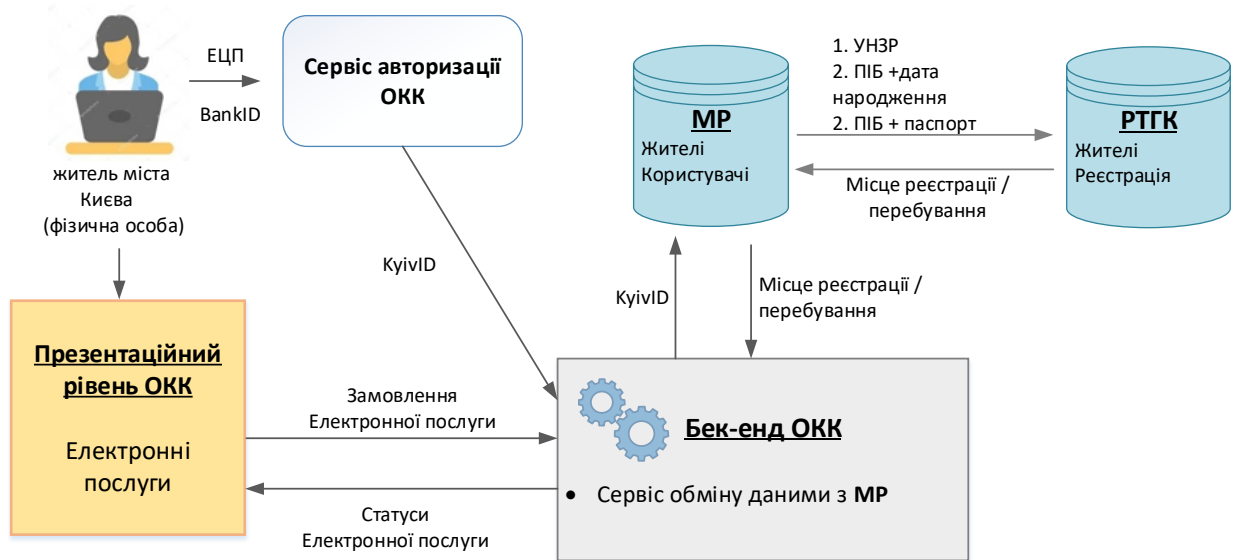 ЕЦП
BankID
Сервіс авторизації
ОКК
житель міста
Києва
(фізична особа)
МР
Жителі
Користувачі
1. УНЗР
2. ПІБ +дата
народження
2. ПІБ + паспорт
Місце реєстрації /
перебування
РТГК
Жителі
Реєстрація
KyivID
KyivID
Місце реєстрації /
перебування
Презентаційний
рівень ОКК
Електронні
послуги
Замовлення
Електронної послуги
Статуси
Електронної послуги
Бек-енд ОКК
• Сервіс обміну даними з МР